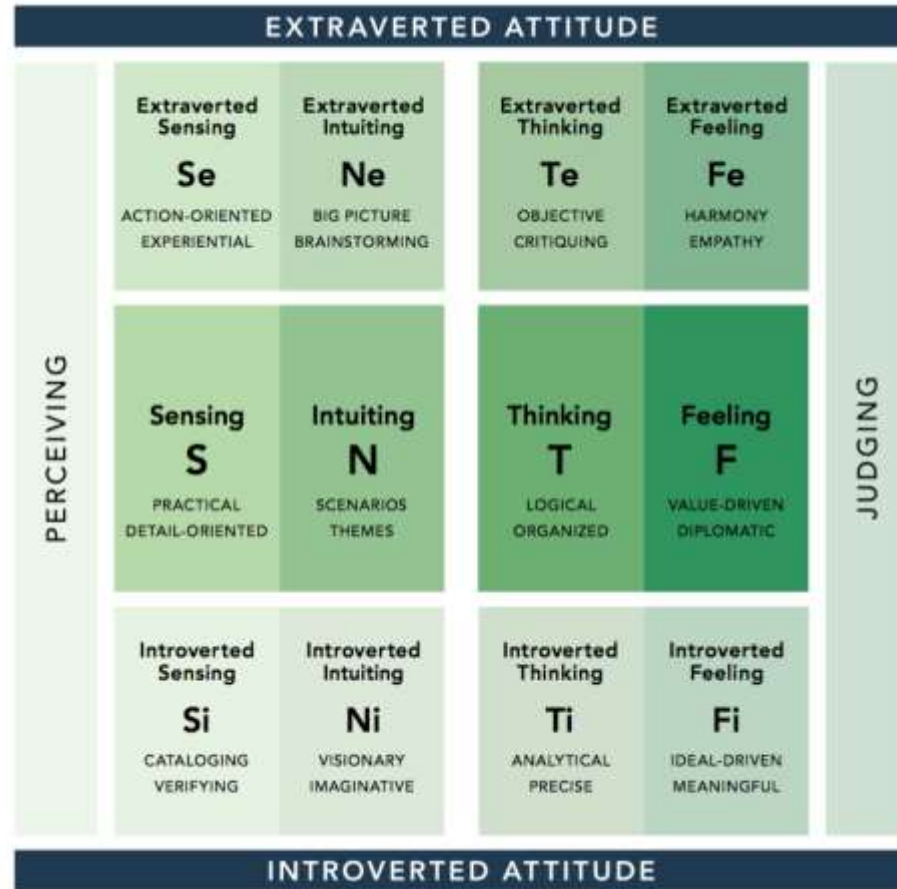 EXTRAVERTED ATTITUDE
PERCEIVING
Extraverted
Sensing
Se
ACTION-ORIENTED
EXPERIENTIAL
Extraverted
Intuiting
Ne
BIG PICTURE
BRAINSTORMING
Extraverted
Thinking
Te
OBJECTIVE
CRITIQUING
Extraverted
Feeling
Fe
HARMONY
EMPATHY
Sensing
S
PRACTICAL
DETAIL-ORIENTED
Intuiting
N
SCENARIOS
THEMES
Thinking
T
LOGICAL
ORGANIZED
Feeling
F
VALUE-DRIVEN
DIPLOMATIC
Introverted
Sensing
Si
CATALOGING
VERIFYING
Introverted
Intuiting
Ni
VISIONARY
IMAGINATIVE
Introverted
Thinking
Ti
ANALYTICAL
PRECISE
Introverted
Feeling
Fi
IDEAL-DRIVEN
MEANINGFUL
JUDGING
INTROVERTED ATTITUDE